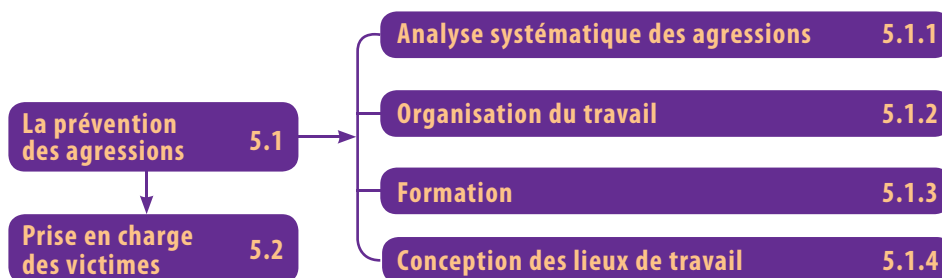 La prévention
des agressions 5.1
Prise en charge
des victimes 5.2
Analyse systématique des agressions 5.1.1
Organisation du travail 5.1.2
Formation 5.1.3
Conception des lieux de travail 5.1.4